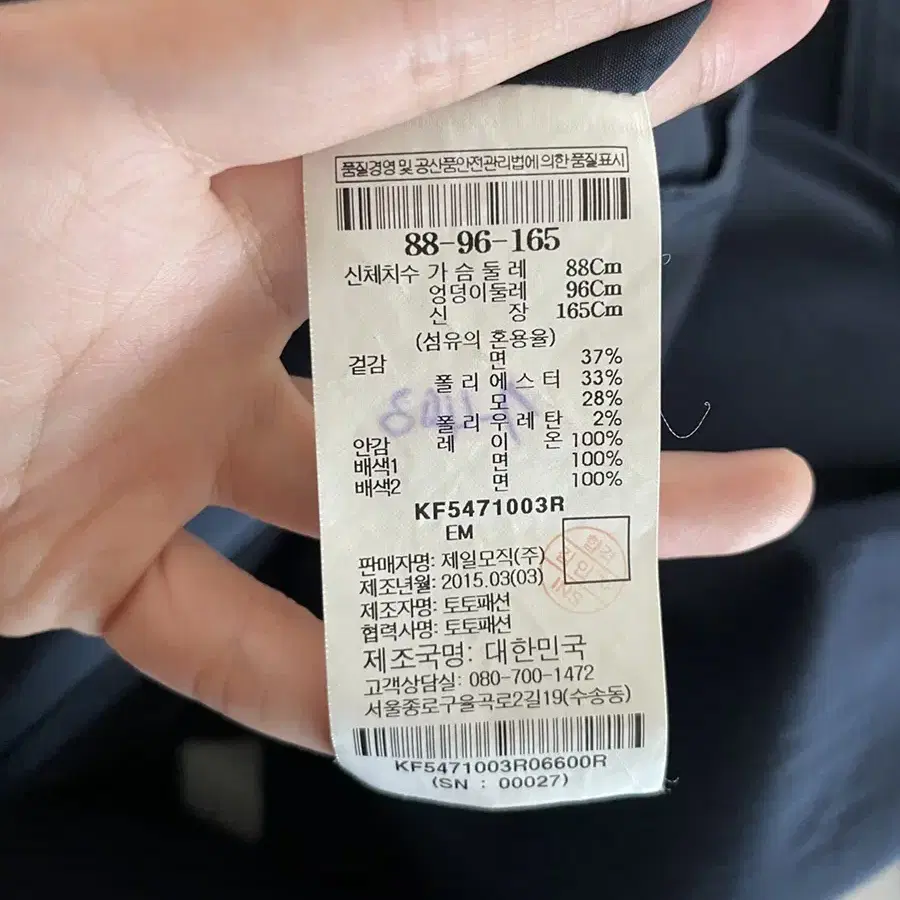 품질경영 및 공산품안전관리법에 의한 품질표시
88-96-165
신체치수 가 슴 둘 레 88Cm
엉덩이둘레 96Cm
신 장 165Cm
(섬유의 혼용율)
겉감 면 37%
폴 리 에 스 터 33%
모 28%
폴 리 우 레 탄 2%
안감 레 이 온 100%
배색1 면 100%
배색2 면 100%
KF5471003R
EM
판매자명: 제일모직(주)
제조년월: 2015.03(03)
제조자명: 토토패션
협력사명: 토토패션
제조국명: 대한민국
고객상담실: 080-700-1472
서울종로구율곡로2길19(수송동)
KF5471003R06600R
(SN : 00027)